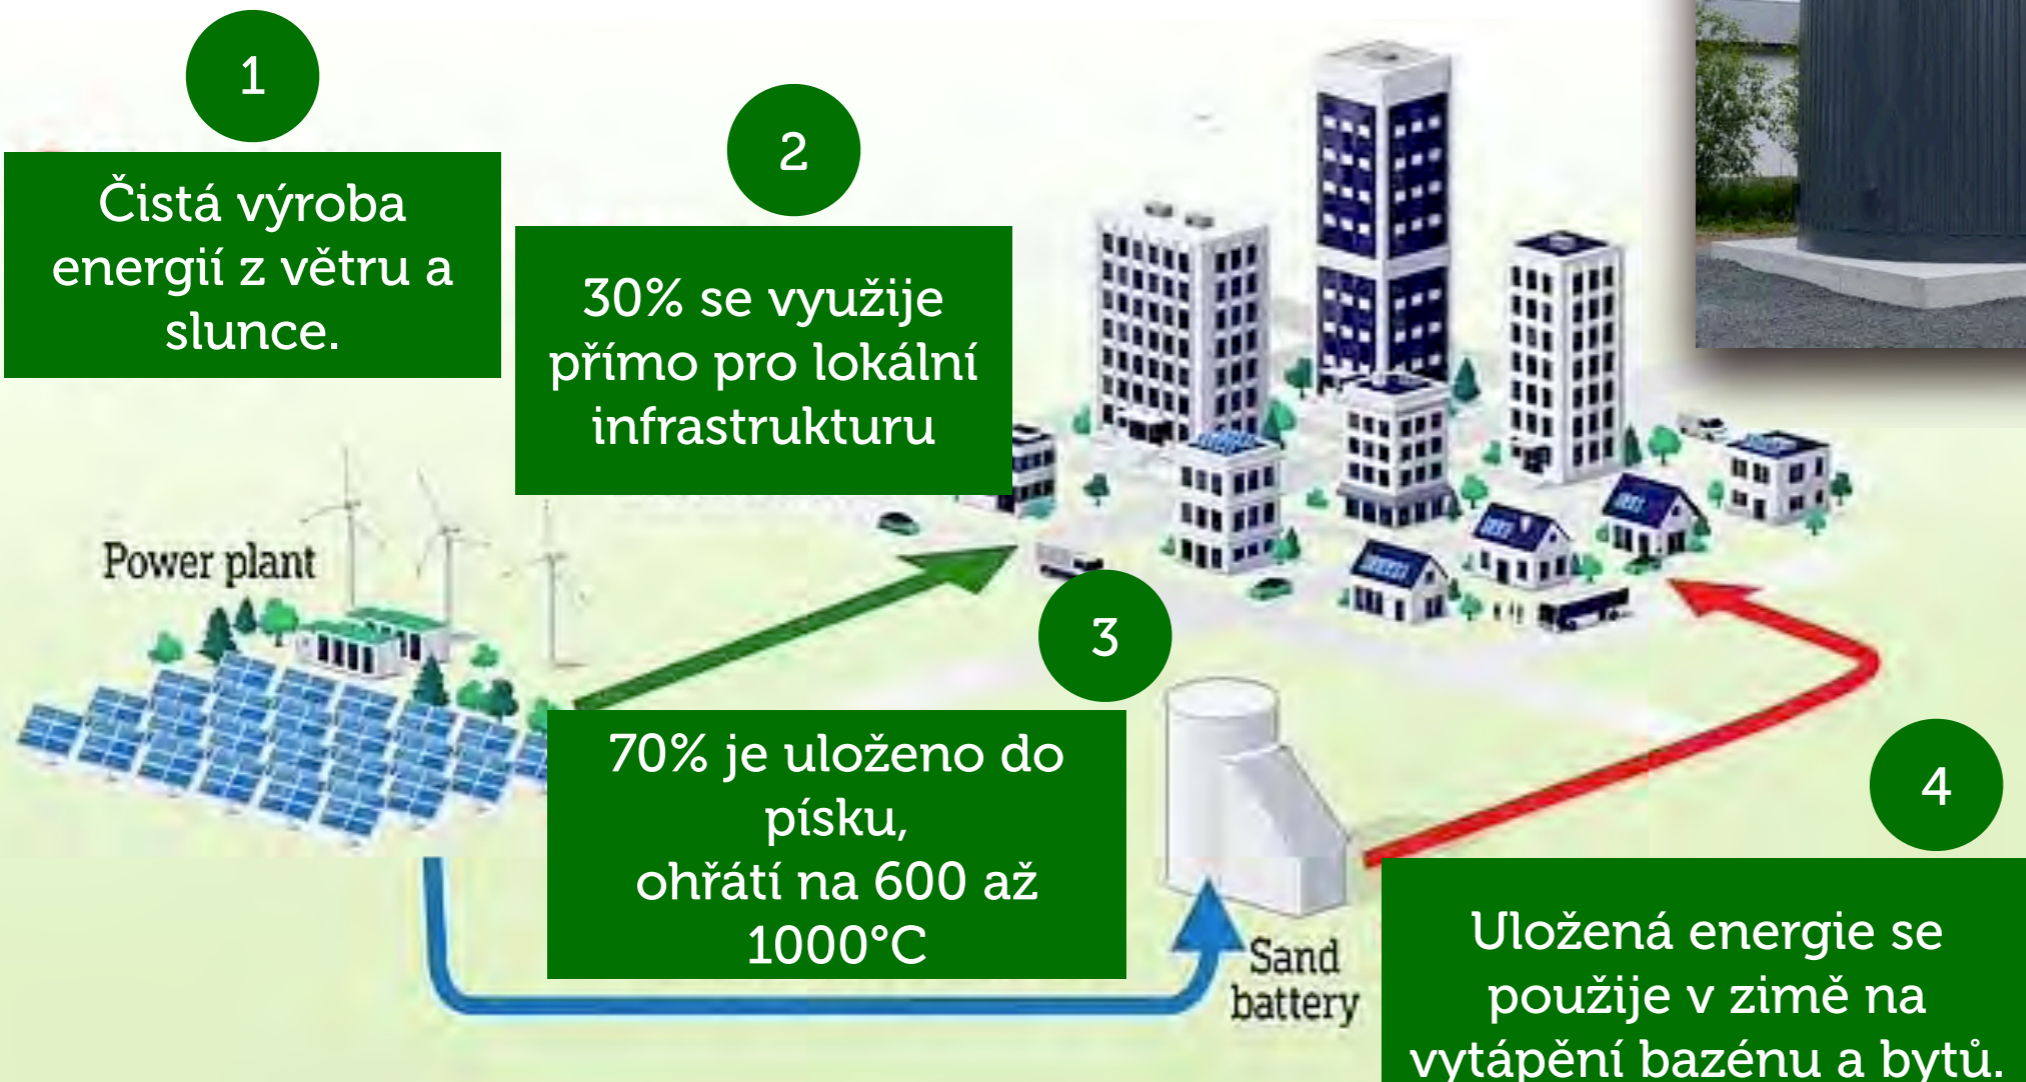 1
Čistá výroba
energií z větru a
slunce.
2
30% se využije
přímo pro lokální
infrastrukturu
Power plant
3
70% je uloženo do
písku,
ohřátí na 600 až
1000°C
Sand
battery
4
Uložená energie se
použije v zimě na
vytápění bazénu a bytů.